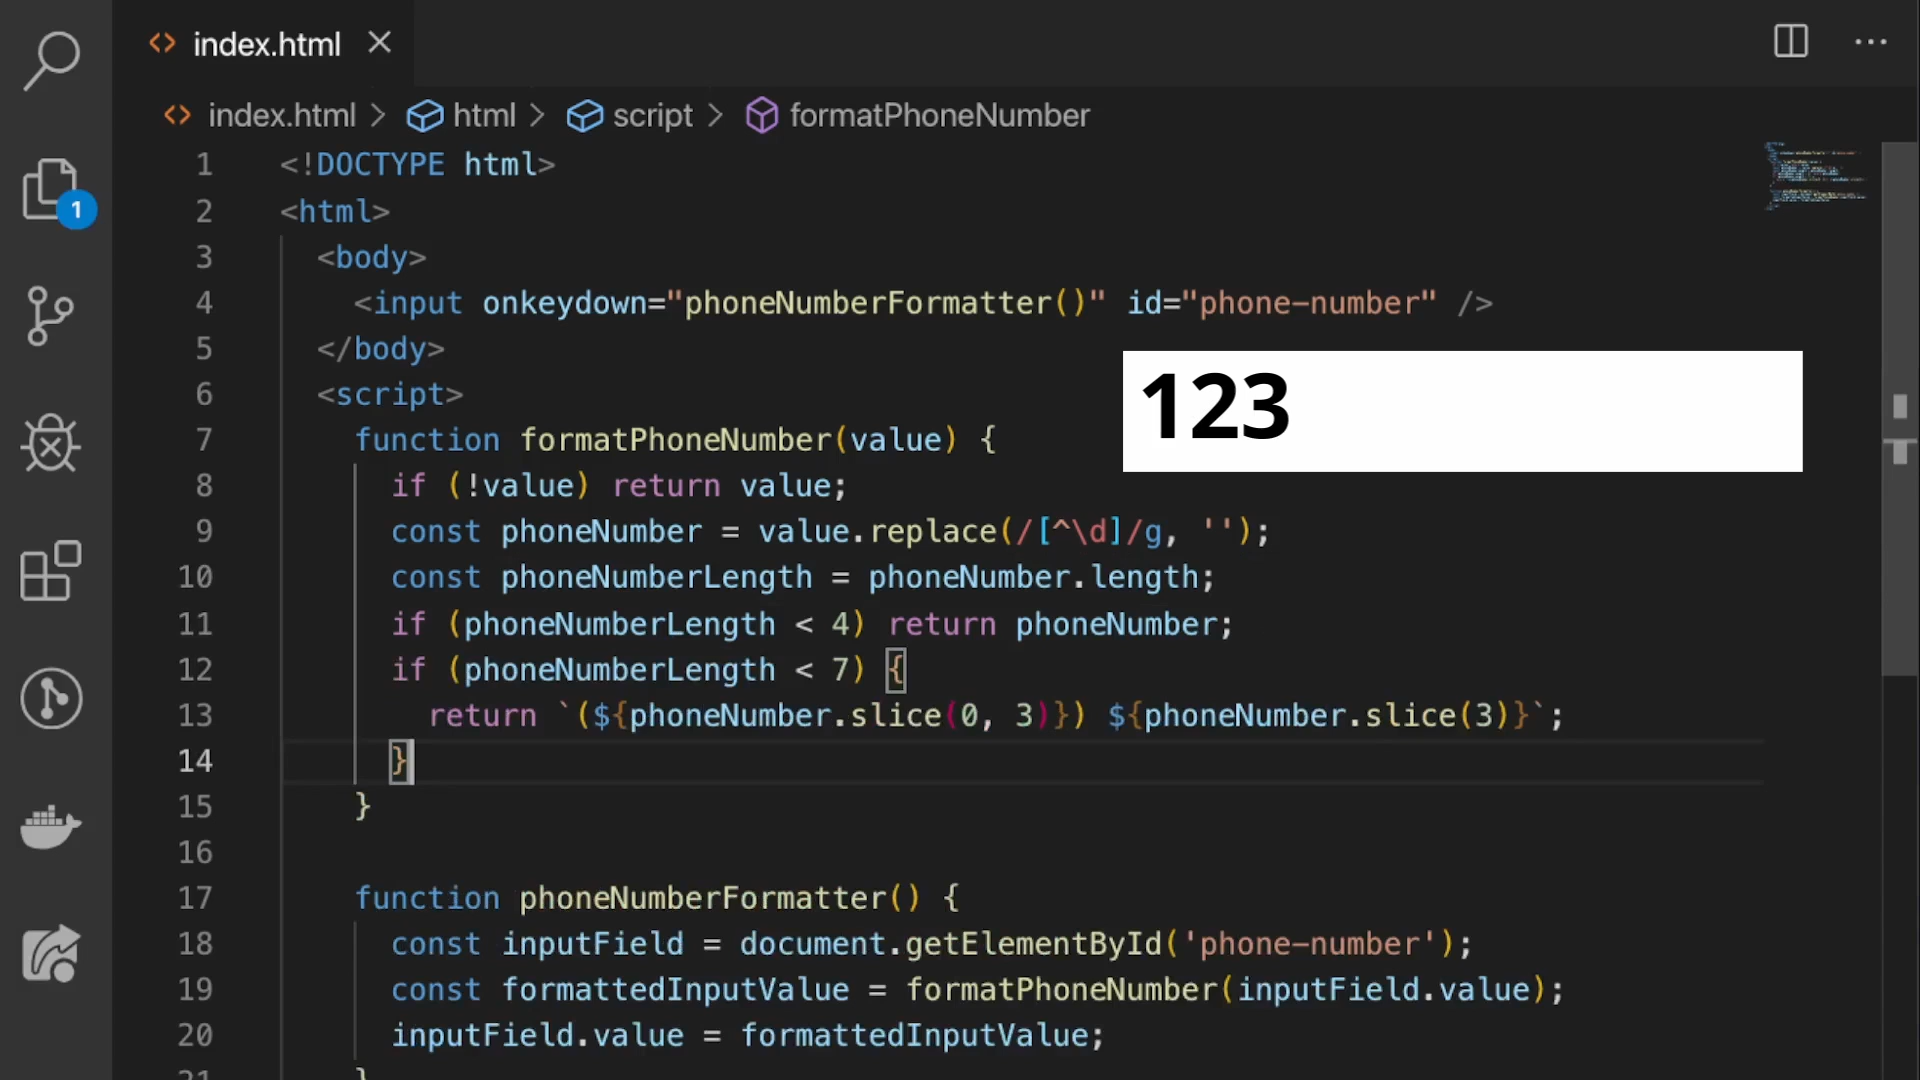 index.html
index.html > html > script > formatPhoneNumber
1 <!DOCTYPE html>
2 <html>
3 <body>
4 <input onkeydown="phoneNumberFormatter()" id="phone-number" />
5 </body>
6 <script>
7 function formatPhoneNumber(value) {
8 if (!value) return value;
9 const phoneNumber = value.replace(/[^\d]/g, '');
10 const phoneNumberLength = phoneNumber.length;
11 if (phoneNumberLength < 4) return phoneNumber;
12 if (phoneNumberLength < 7) {
13 return `(${phoneNumber.slice(0, 3)}) ${phoneNumber.slice(3)}`;
14 }
15 }
16
17 function phoneNumberFormatter() {
18 const inputField = document.getElementById('phone-number');
19 const formattedInputValue = formatPhoneNumber(inputField.value);
20 inputField.value = formattedInputValue;
21 }
1
123